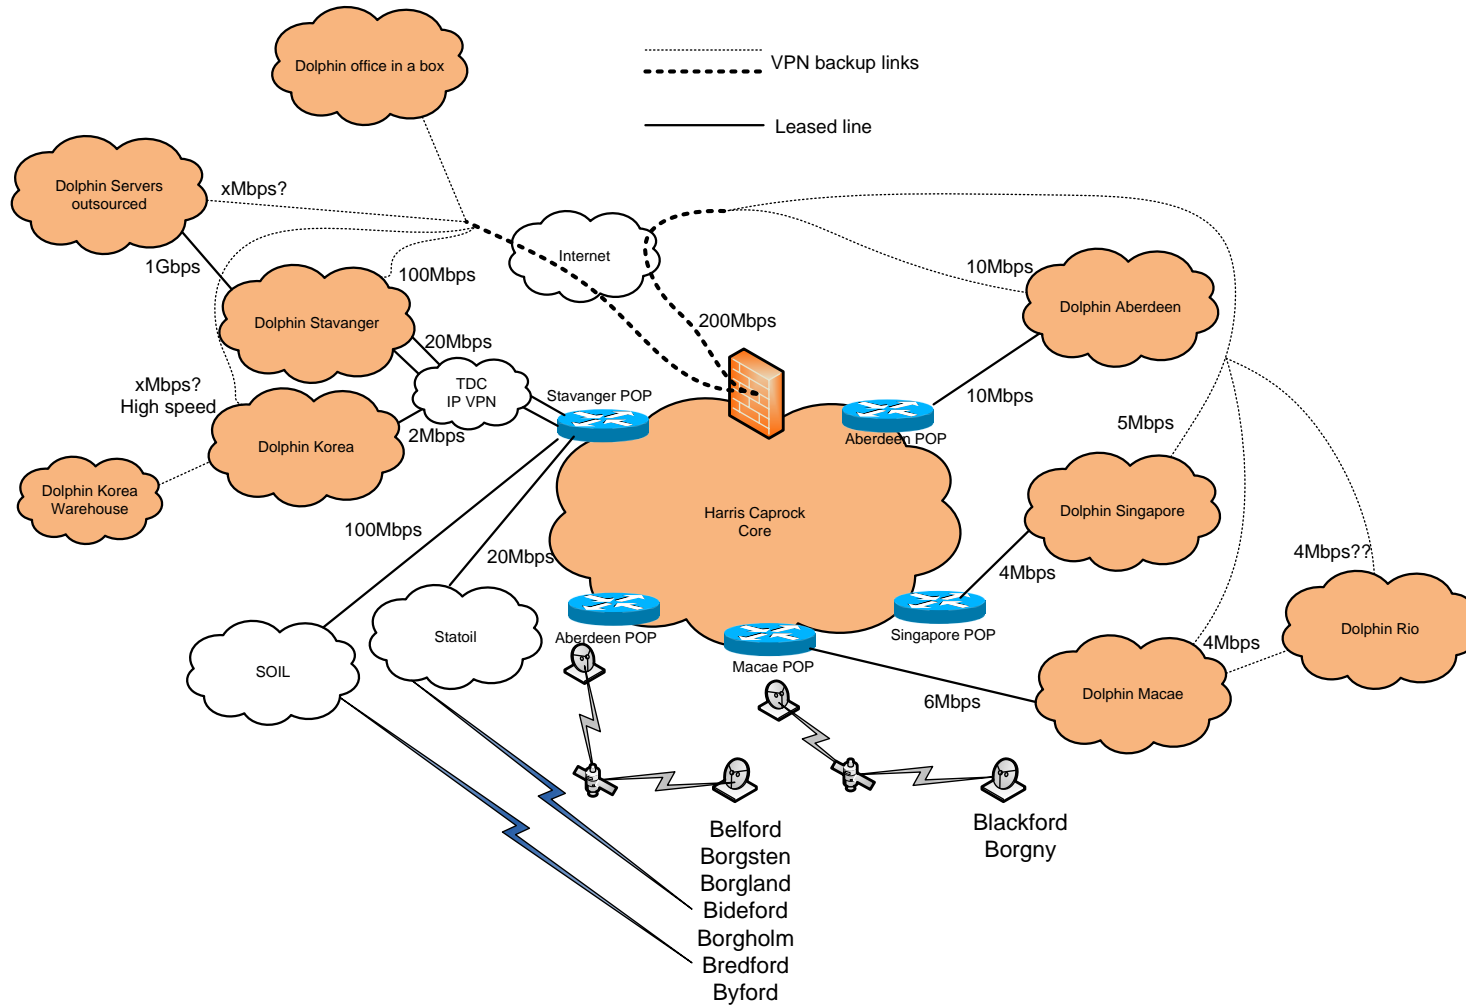 Dolphin office in a box
VPN backup links
Leased line
Dolphin Servers
outsourced
xMbps?
1Gbps
Internet
100Mbps
10Mbps
Dolphin Aberdeen
Dolphin Stavanger
200Mbps
20Mbps
TDC
IP VPN
xMbps?
High speed
Stavanger POP
10Mbps
Aberdeen POP
5Mbps
2Mbps
Dolphin Korea
Dolphin Korea
Warehouse
Harris Caprock
Core
Dolphin Singapore
100Mbps
20Mbps
4Mbps??
4Mbps
Statoil
Aberdeen POP
Singapore POP
Dolphin Rio
4Mbps
SOIL
Macae POP
6Mbps
Dolphin Macae
Belford
Borgsten
Borgland
Bideford
Borgholm
Bredford
Byford
Blackford
Borgny